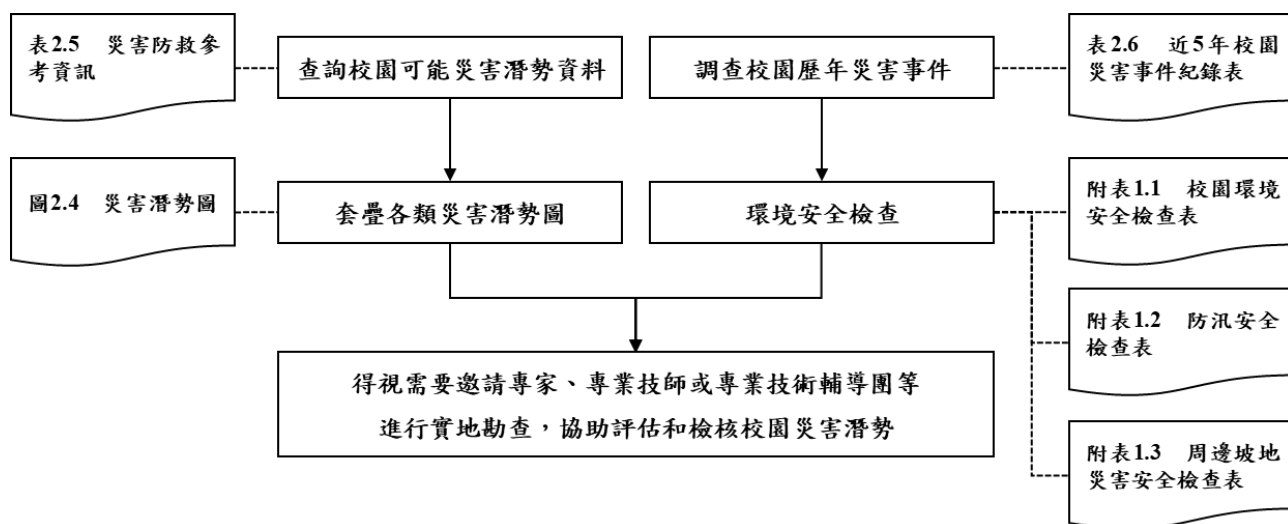 表2.5 災害防救參
考資訊
查詢校園可能災害潛勢資料
調查校園歷年災害事件
表2.6 近5年校園
災害事件紀錄表
圖2.4 災害潛勢圖
套疊各類災害潛勢圖
環境安全檢查
附表1.1 校園環境
安全檢查表
附表1.2 防汛安全
檢查表
得視需要邀請專家、專業技師或專業技術輔導團等
進行實地勘查，協助評估和檢核校園災害潛勢
附表1.3 周邊坡地
災害安全檢查表